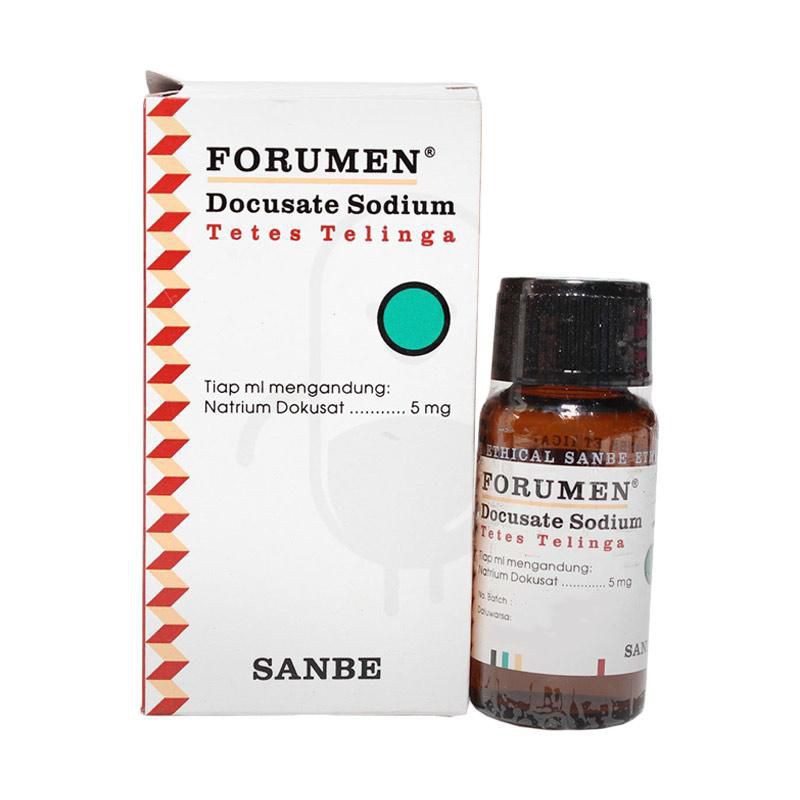 FORUMEN®
Docusate Sodium
Tetes Telinga
Tiap ml mengandung:
Natrium Dokusat ........... 5 mg
SANBE
ETHICAL SANBE
FORUMEN®
Docusate Sodium
Tetes Telinga
Tiap ml mengandung:
Natrium Dokusat ............ 5 mg
No. Batch :
Daluwarsa:
SAN